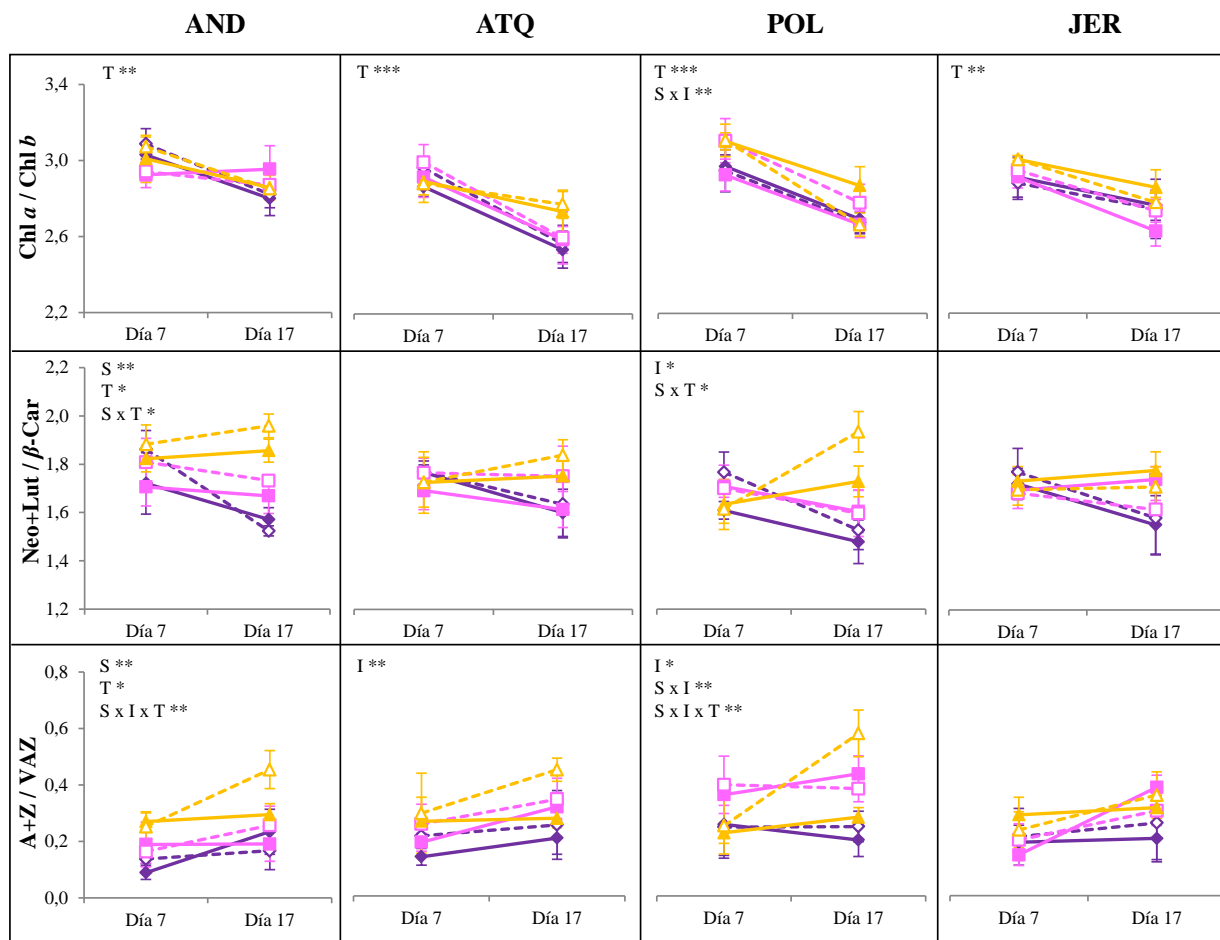 AND ATQ POL JER
Chl a / Chl b
3,4
3,0
2,6
2,2
T **
Día 7 Día 17
T ***
Día 7 Día 17
T ***
S x I **
Día 7 Día 17
T **
Día 7 Día 17
Neo+Lut / β-Car
2,2
2,0
1,8
1,6
1,4
1,2
S **
T *
S x T *
Día 7 Día 17
Día 7 Día 17
I *
S x T *
Día 7 Día 17
Día 7 Día 17
A+Z / VAZ
0,8
0,6
0,4
0,2
0,0
S **
T *
S x I x T **
Día 7 Día 17
I **
Día 7 Día 17
I *
S x I **
S x I x T **
Día 7 Día 17
Día 7 Día 17